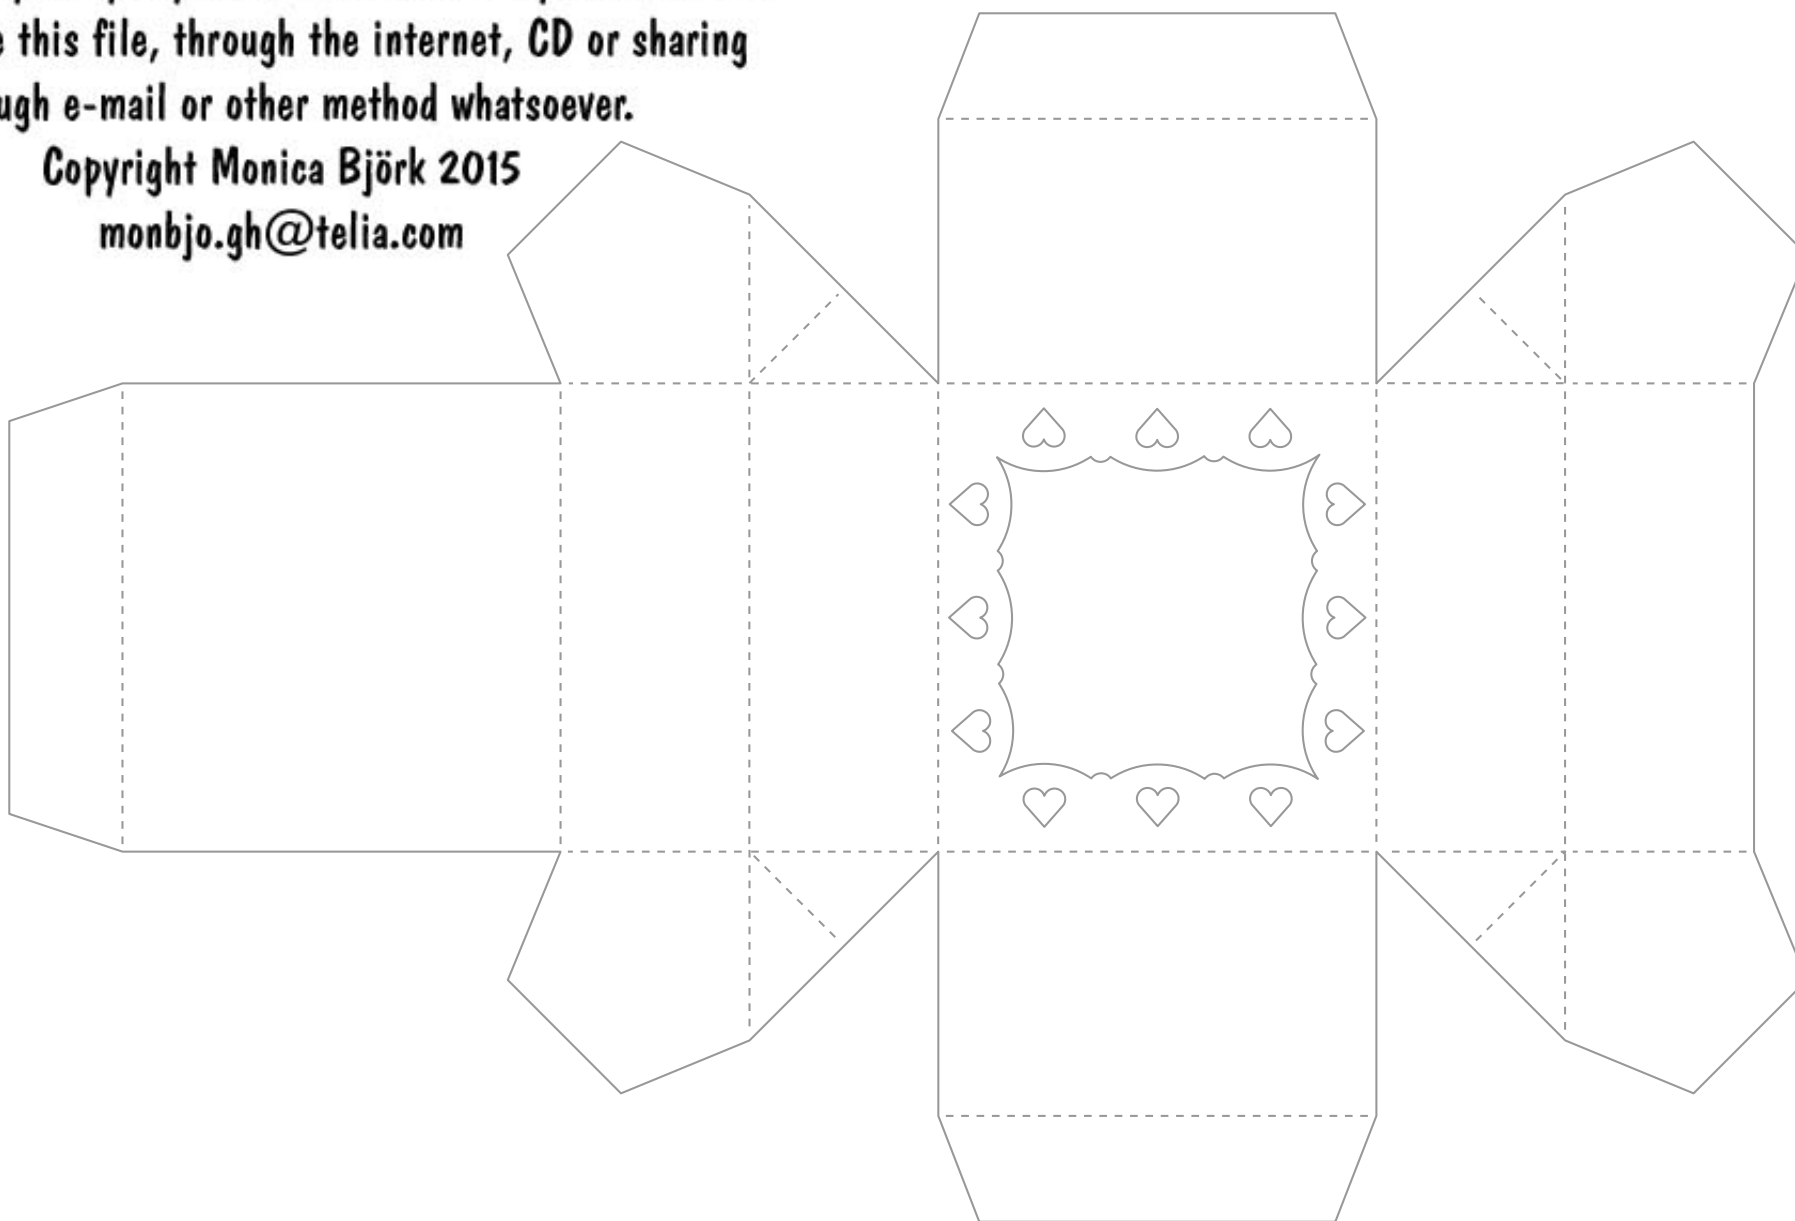 this file, through the internet, CD or sharing
ugh e-mail or other method whatsoever.
Copyright Monica Björk 2015
monbjo.gh@telia.com